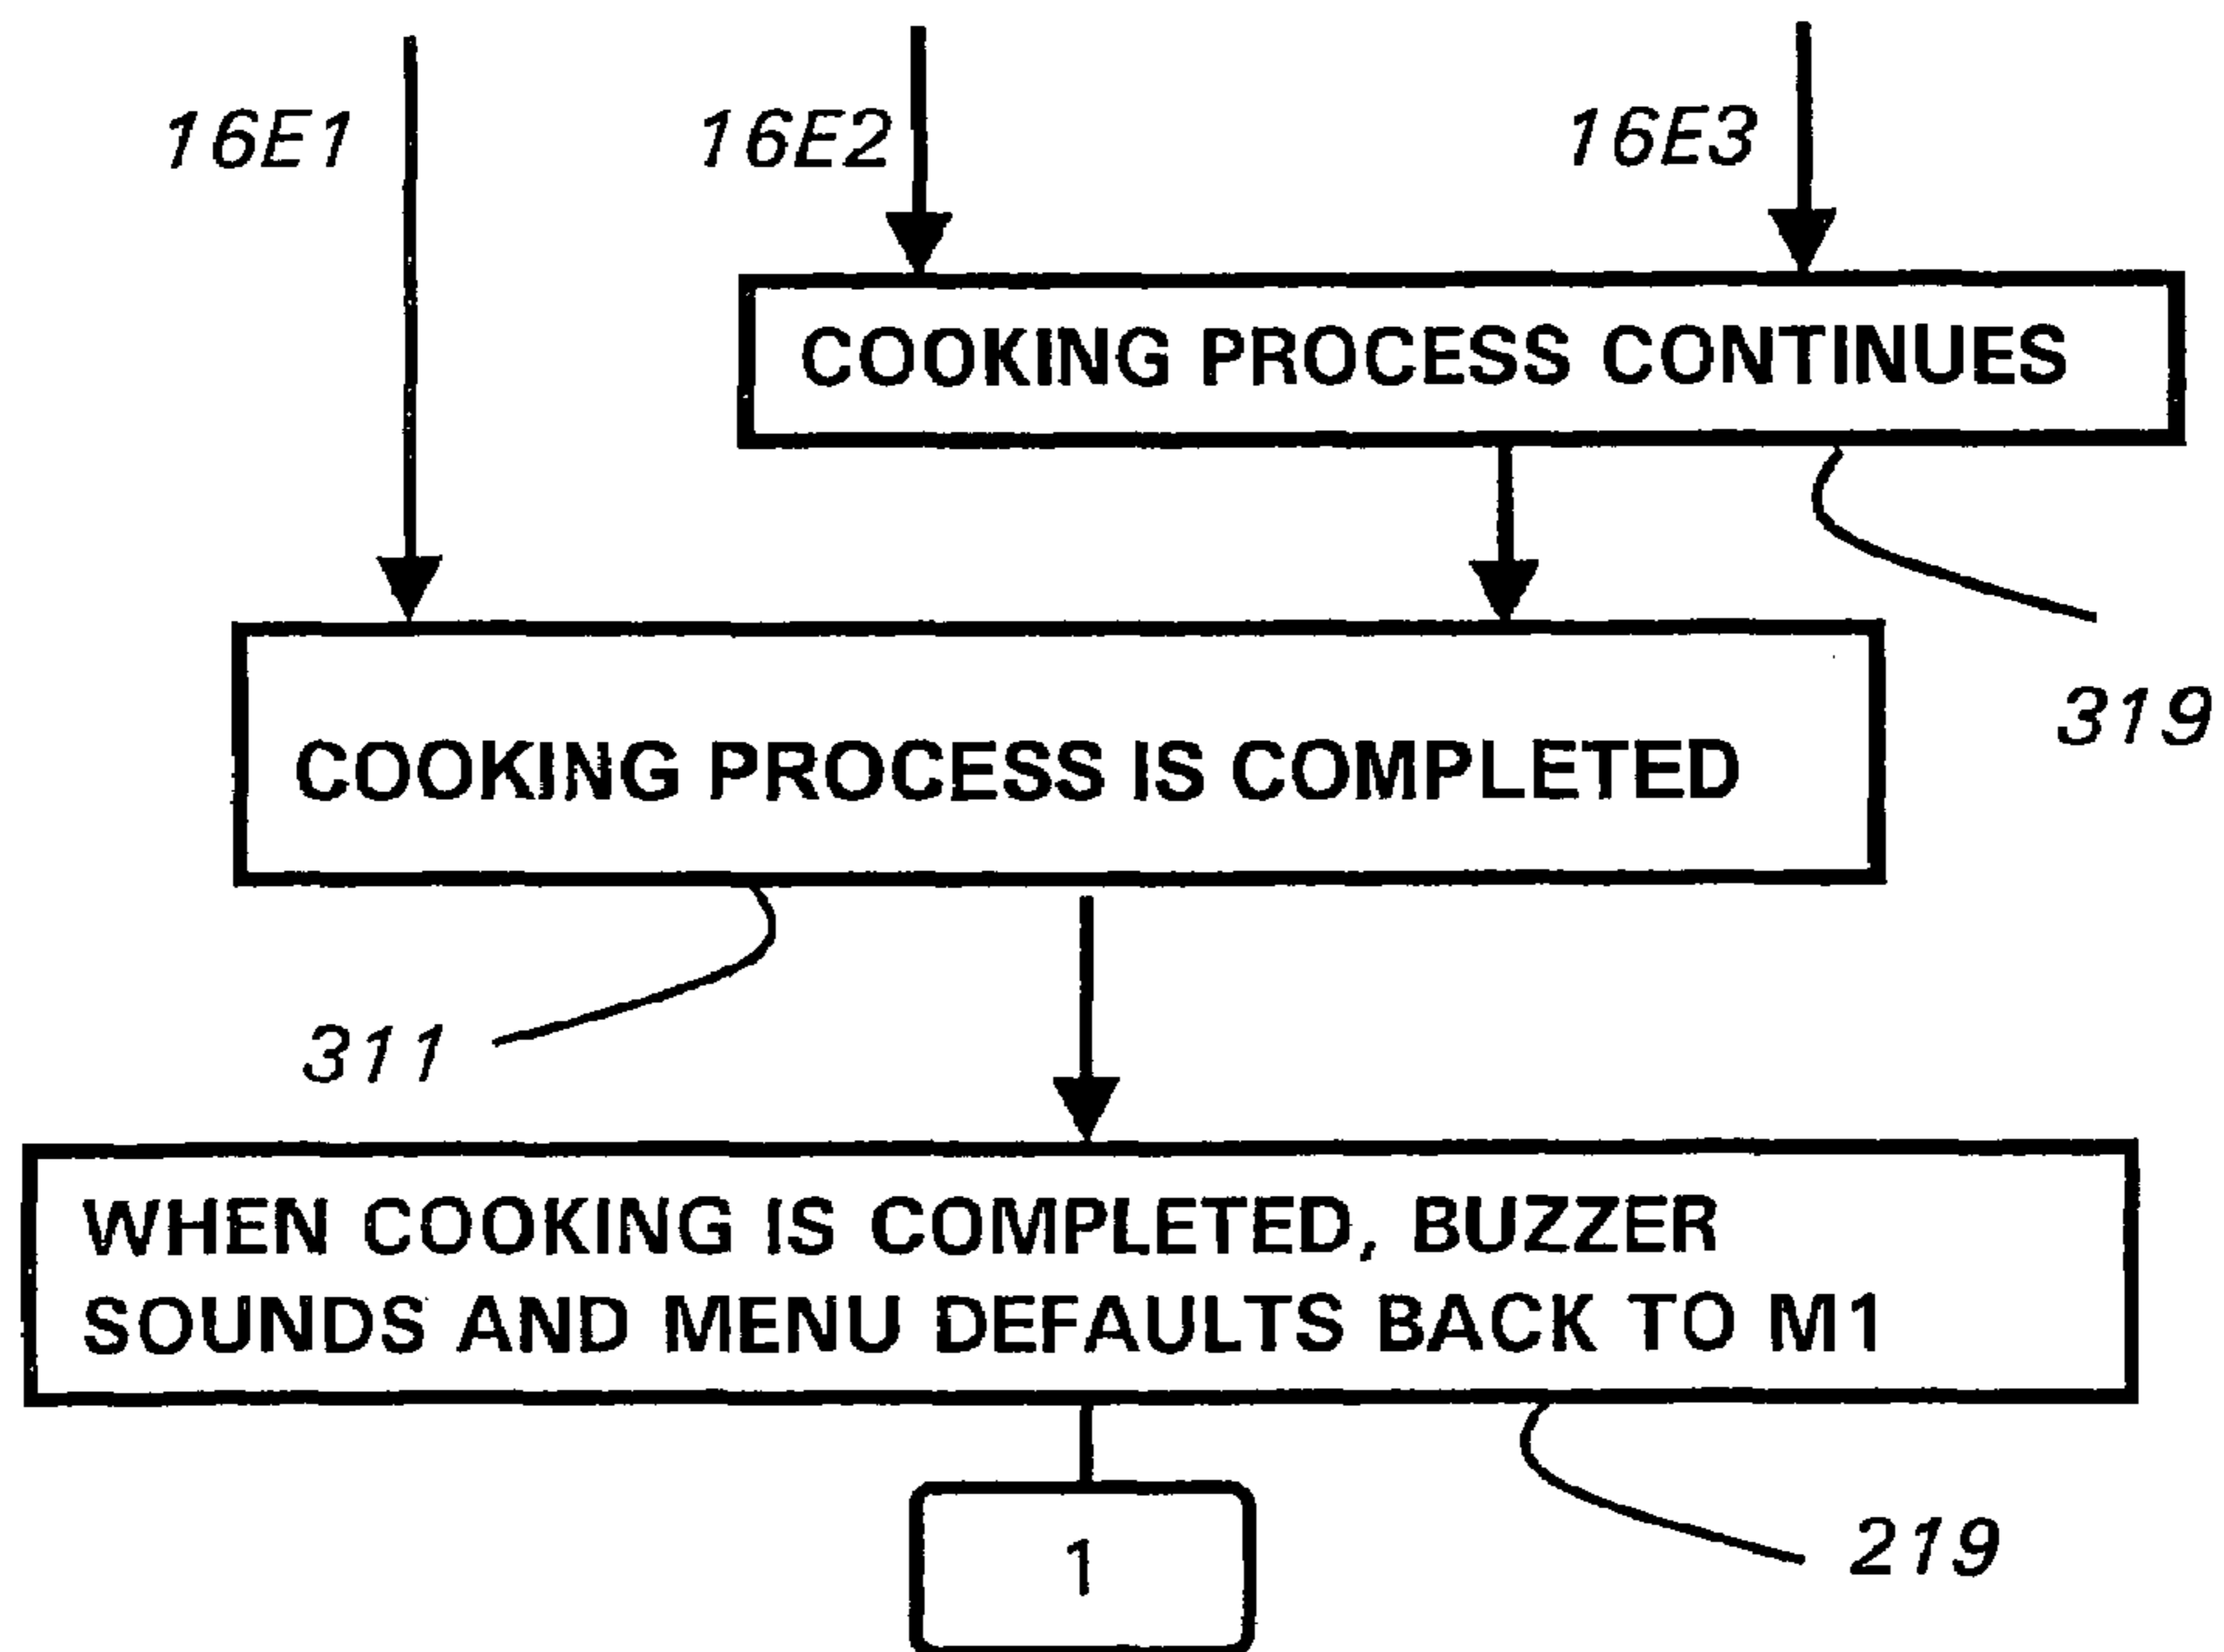 16E1
16E2
16E3
COOKING PROCESS CONTINUES
319
COOKING PROCESS IS COMPLETED
311
WHEN COOKING IS COMPLETED, BUZZER
SOUNDS AND MENU DEFAULTS BACK TO M1
219
1